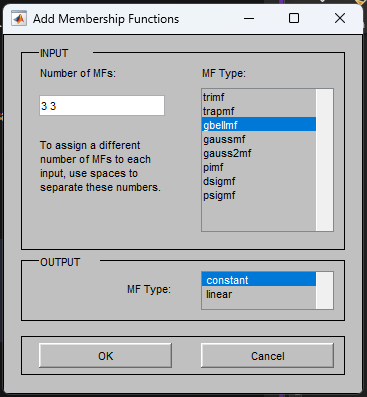 Add Membership Functions
INPUT
Number of MFs:
3 3
To assign a different
number of MFs to each
input, use spaces to
separate these numbers.
MF Type:
trimf
trapmf
gbellmf
gaussmf
gauss2mf
pimf
dsigmf
psigmf
OUTPUT
MF Type:
constant
linear
OK
Cancel